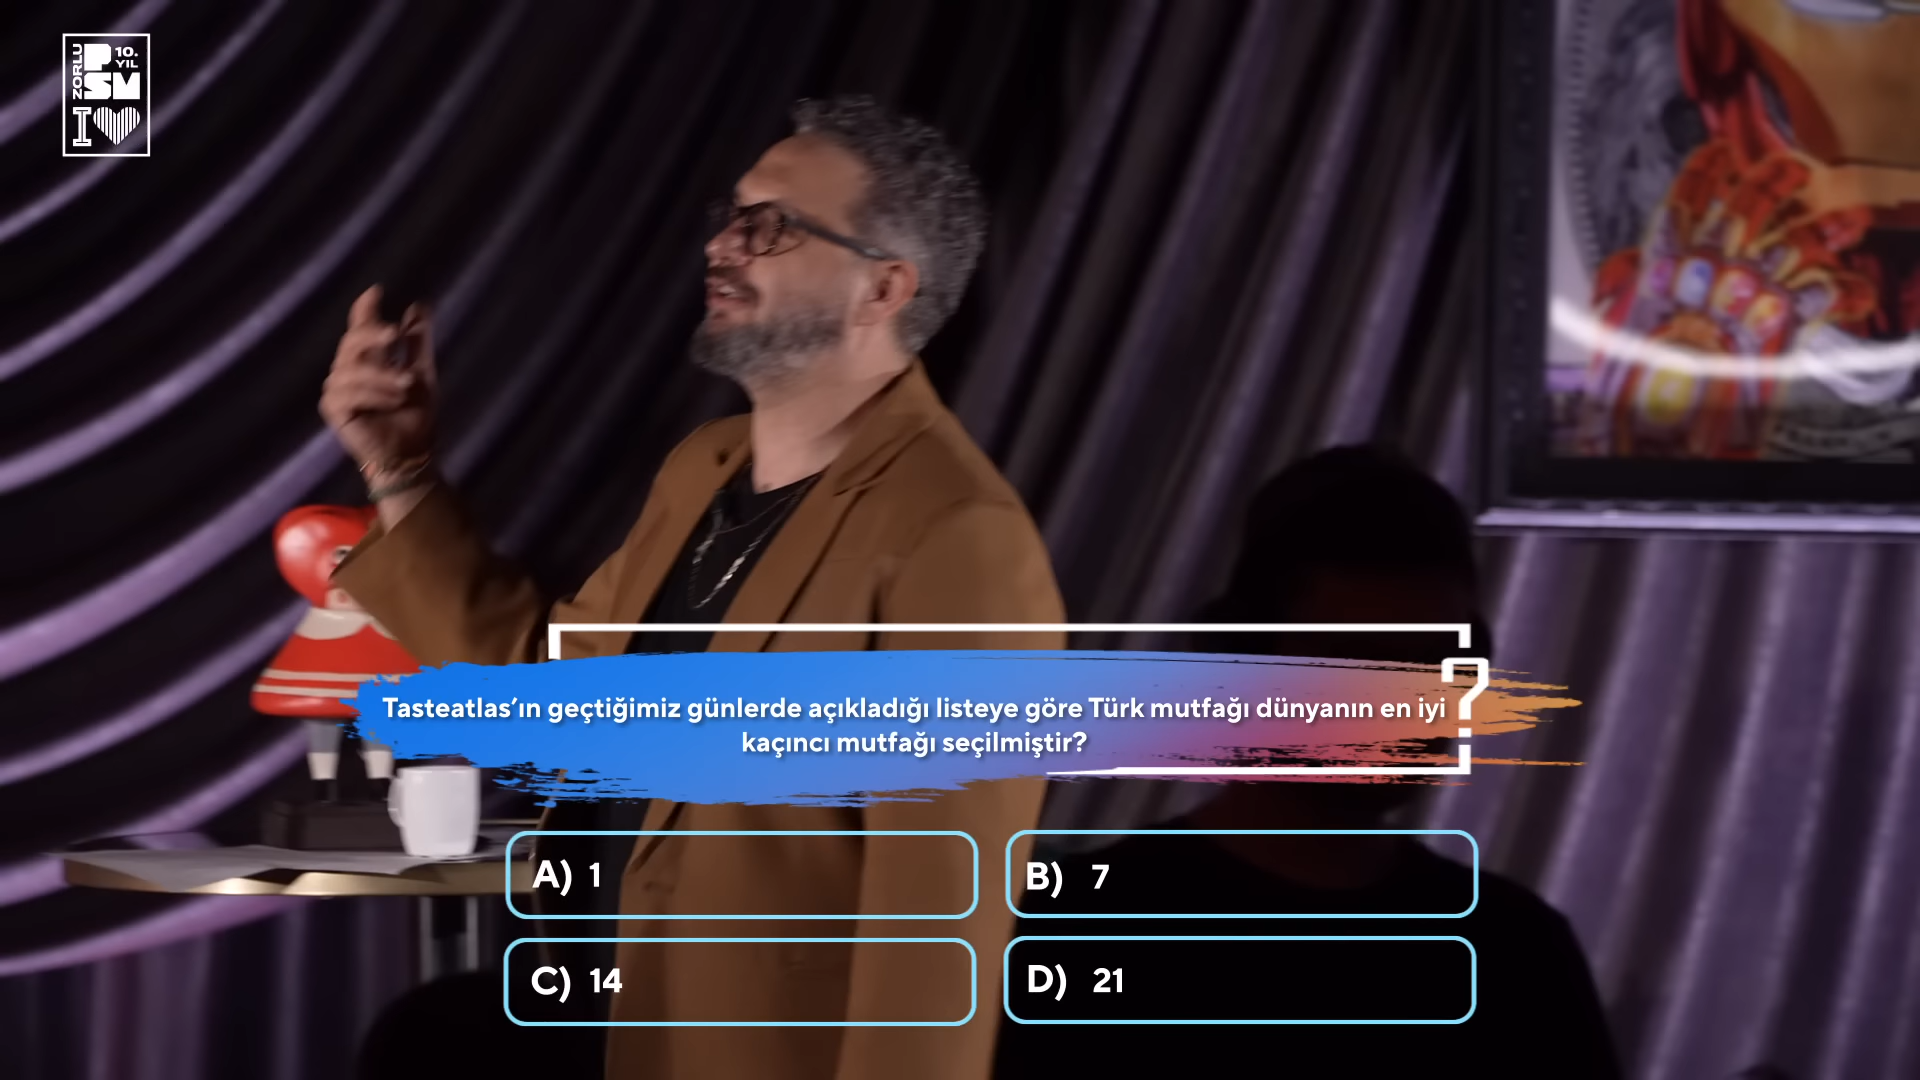 ZORLU
PSM
10.
YIL
I
Tasteatlas'ın geçtiğimiz günlerde açıkladığı listeye göre Türk mutfağı dünyanın en iyi
kaçıncı mutfağı seçilmiştir?
?
A) 1
B) 7
C) 14
D) 21